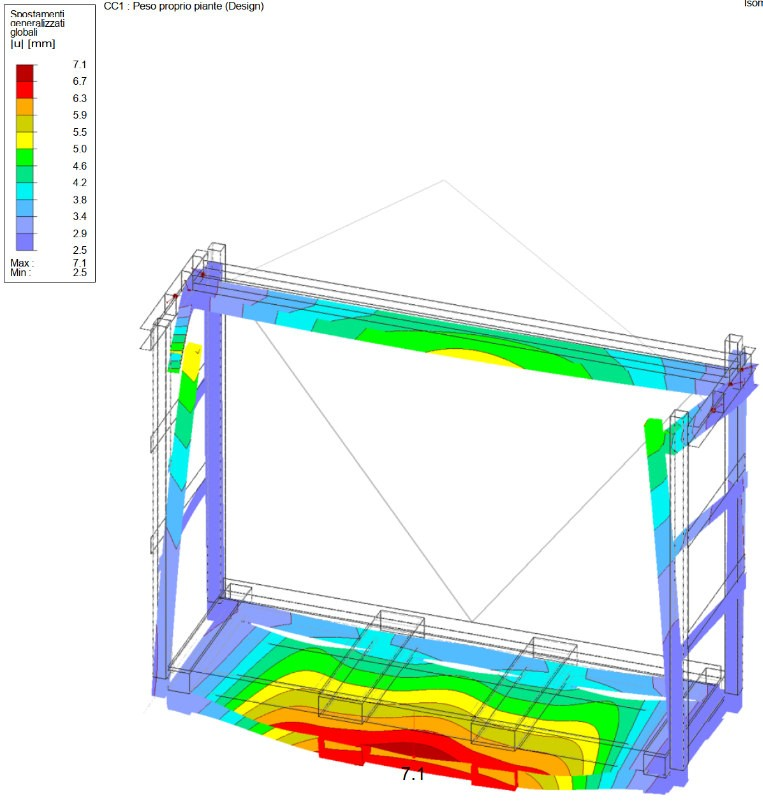 CC1 : Peso proprio piante (Design)
Isom
Spostamenti
generalizzati
globali
|u| [mm]
7.1
6.7
6.3
5.9
5.5
5.0
4.6
4.2
3.8
3.4
2.9
2.5
Max : 7.1
Min : 2.5
7.1